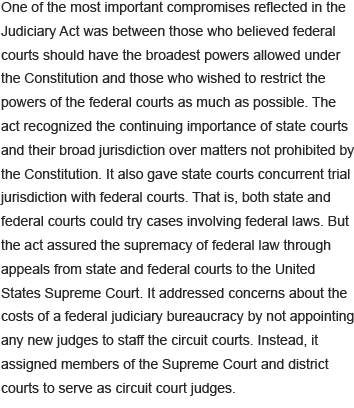 One of the most important compromises reflected in the
Judiciary Act was between those who believed federal
courts should have the broadest powers allowed under
the Constitution and those who wished to restrict the
powers of the federal courts as much as possible. The
act recognized the continuing importance of state courts
and their broad jurisdiction over matters not prohibited by
the Constitution. It also gave state courts concurrent trial
jurisdiction with federal courts. That is, both state and
federal courts could try cases involving federal laws. But
the act assured the supremacy of federal law through
appeals from state and federal courts to the United
States Supreme Court. It addressed concerns about the
costs of a federal judiciary bureaucracy by not appointing
any new judges to staff the circuit courts. Instead, it
assigned members of the Supreme Court and district
courts to serve as circuit court judges.